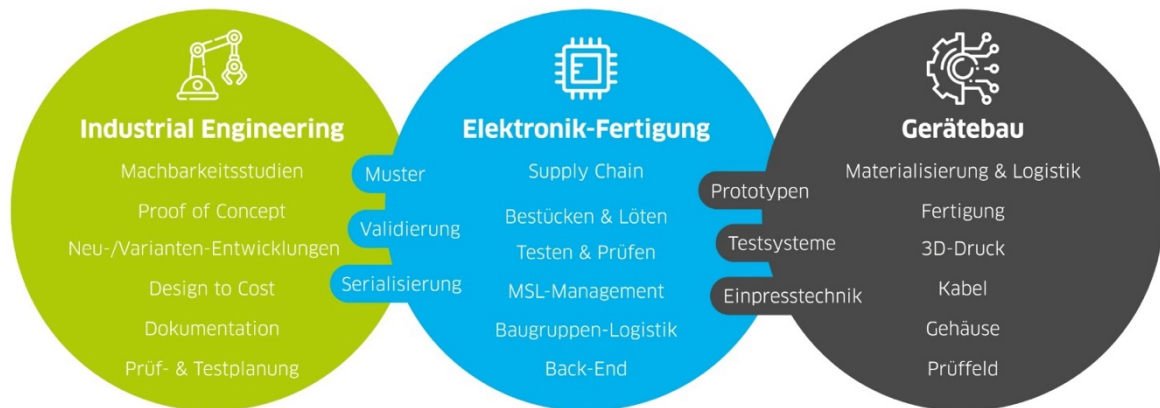 Industrial Engineering
Machbarkeitsstudien
Proof of Concept
Neu-/Varianten-Entwicklungen
Design to Cost
Dokumentation
Prüf- & Testplanung
Muster
Validierung
Serialisierung
Elektronik-Fertigung
Supply Chain
Bestücken & Löten
Testen & Prüfen
MSL-Management
Baugruppen-Logistik
Back-End
Prototypen
Testsysteme
Einpresstechnik
Gerätebau
Materialisierung & Logistik
Fertigung
3D-Druck
Kabel
Gehäuse
Prüffeld